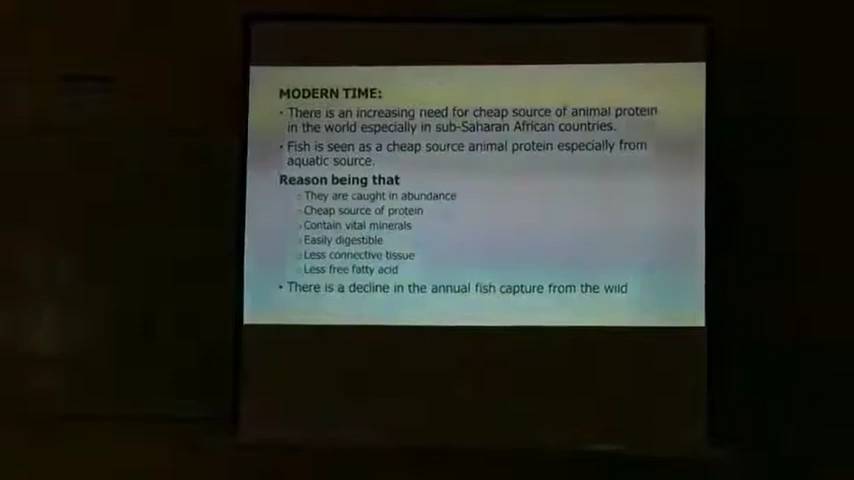 MODERN TIME:
• There is an increasing need for cheap source of animal protein
in the world especially in sub-Saharan African countries.
• Fish is seen as a cheap source animal protein especially from
aquatic source.
Reason being that
They are caught in abundance
Cheap source of protein
Contain vital minerals
Easily digestible
Less connective tissue
Less free fatty acid
• There is a decline in the annual fish capture from the wild